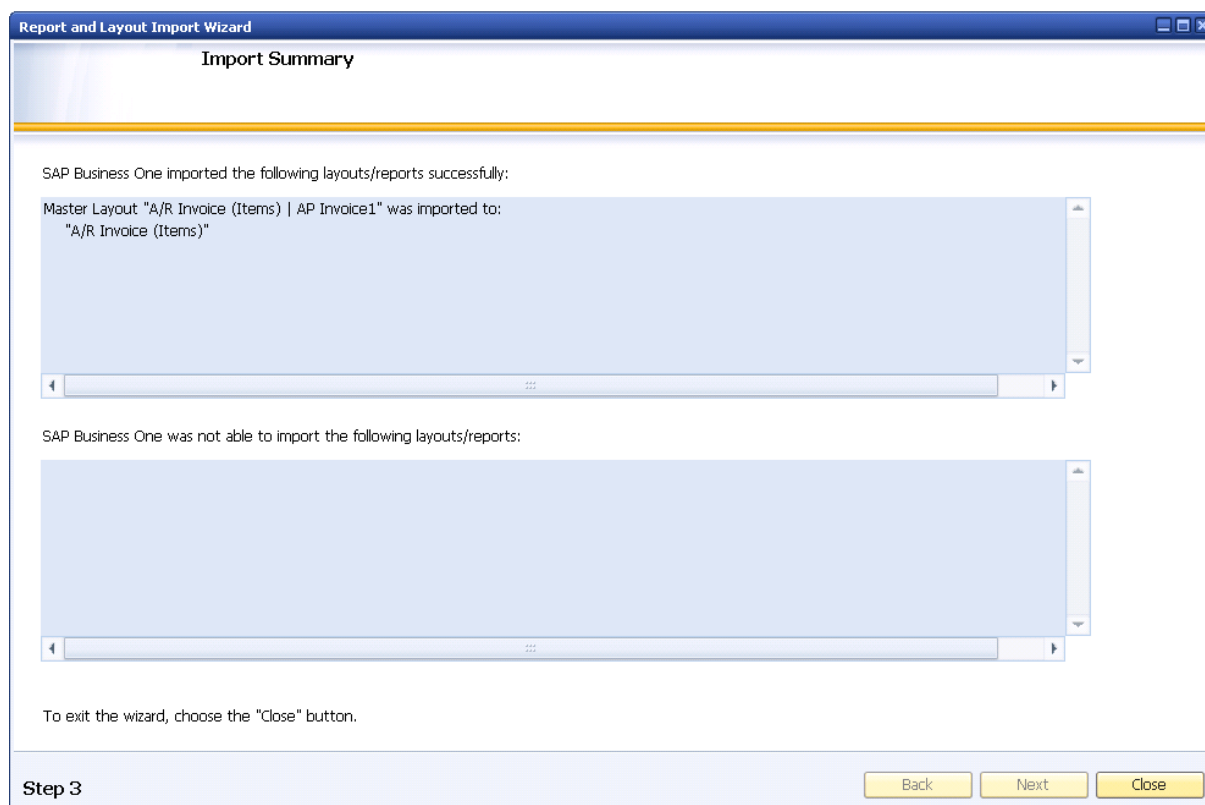 Report and Layout Import Wizard
Import Summary
SAP Business One imported the following layouts/reports successfully:
Master Layout "A/R Invoice (Items) | AP Invoice1" was imported to:
"A/R Invoice (Items)"
SAP Business One was not able to import the following layouts/reports:
To exit the wizard, choose the "Close" button.
Step 3
Back
Next
Close